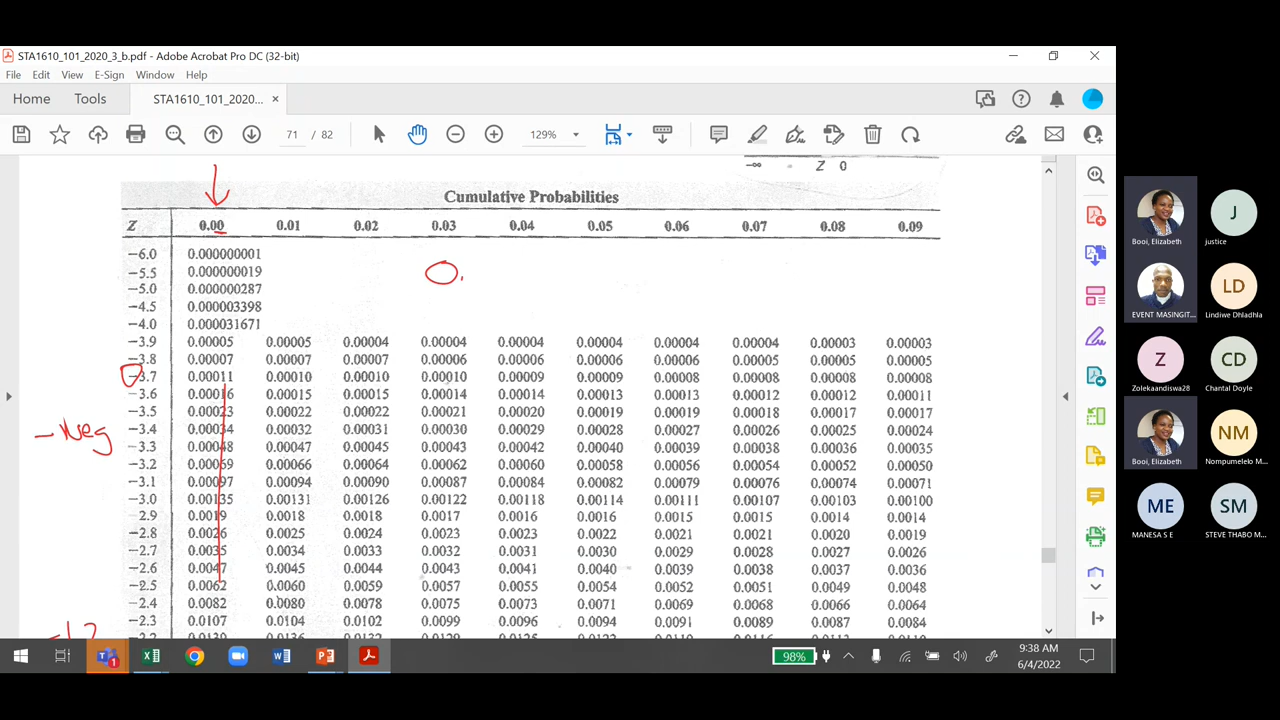 STA1610_101_2020_3_b.pdf - Adobe Acrobat Pro DC (32-bit)
File Edit View E-Sign Window Help
Home Tools STA1610_101_2020... ×
71 / 82 129%
-∞ Z 0
Cumulative Probabilities
Z 0.00 0.01 0.02 0.03 0.04 0.05 0.06 0.07 0.08 0.09
−6.0 0.000000001
−5.5 0.000000019
−5.0 0.000000287
−4.5 0.000003398
−4.0 0.000031671
−3.9 0.00005 0.00005 0.00004 0.00004 0.00004 0.00004 0.00004 0.00004 0.00003 0.00003
−3.8 0.00007 0.00007 0.00007 0.00006 0.00006 0.00006 0.00006 0.00005 0.00005 0.00005
−3.7 0.00011 0.00010 0.00010 0.00010 0.00009 0.00009 0.00008 0.00008 0.00008 0.00008
−3.6 0.00016 0.00015 0.00015 0.00014 0.00014 0.00013 0.00013 0.00012 0.00012 0.00011
−3.5 0.00023 0.00022 0.00022 0.00021 0.00020 0.00019 0.00019 0.00018 0.00017 0.00017
−3.4 0.00034 0.00032 0.00031 0.00030 0.00029 0.00028 0.00027 0.00026 0.00025 0.00024
−3.3 0.00048 0.00047 0.00045 0.00043 0.00042 0.00040 0.00039 0.00038 0.00036 0.00035
−3.2 0.00069 0.00066 0.00064 0.00062 0.00060 0.00058 0.00056 0.00054 0.00052 0.00050
−3.1 0.00097 0.00094 0.00090 0.00087 0.00084 0.00082 0.00079 0.00076 0.00074 0.00071
−3.0 0.00135 0.00131 0.00126 0.00122 0.00118 0.00114 0.00111 0.00107 0.00103 0.00100
−2.9 0.0019 0.0018 0.0018 0.0017 0.0016 0.0016 0.0015 0.0015 0.0014 0.0014
−2.8 0.0026 0.0025 0.0024 0.0023 0.0023 0.0022 0.0021 0.0021 0.0020 0.0019
−2.7 0.0035 0.0034 0.0033 0.0032 0.0031 0.0030 0.0029 0.0028 0.0027 0.0026
−2.6 0.0047 0.0045 0.0044 0.0043 0.0041 0.0040 0.0039 0.0038 0.0037 0.0036
−2.5 0.0062 0.0060 0.0059 0.0057 0.0055 0.0054 0.0052 0.0051 0.0049 0.0048
−2.4 0.0082 0.0080 0.0078 0.0075 0.0073 0.0071 0.0069 0.0068 0.0066 0.0064
−2.3 0.0107 0.0104 0.0102 0.0099 0.0096 0.0094 0.0091 0.0089 0.0087 0.0084
0.
- Neg
98% 9:38 AM
6/4/2022
Booi, Elizabeth
J
justice
EVENT MASINGIT...
LD
Lindiwe Dhladhla
Z
Zolekaandiswa28
CD
Chantal Doyle
Booi, Elizabeth
NM
Nompumelelo M...
ME
MANESA S E
SM
STEVE THABO M...